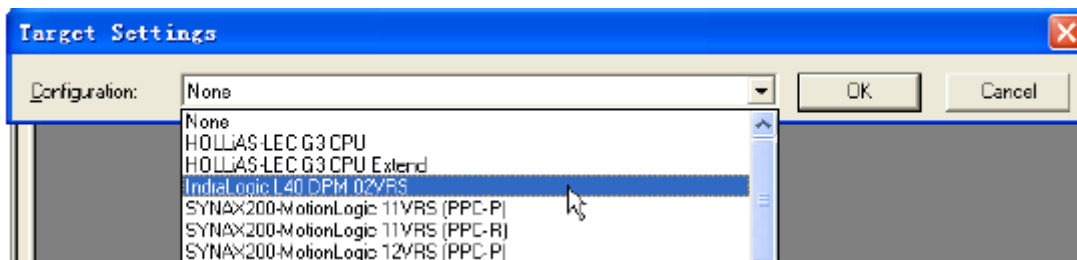 Target Settings
Configuration: None OK Cancel
None
HOLLiAS-LEC G3 CPU
HOLLiAS-LEC G3 CPU Extend
IndraLogic L40 DPM 02VRS
SYNAX200-MotionLogic 11VRS (PPC-P)
SYNAX200-MotionLogic 11VRS (PPC-R)
SYNAX200-MotionLogic 12VRS (PPC-P)